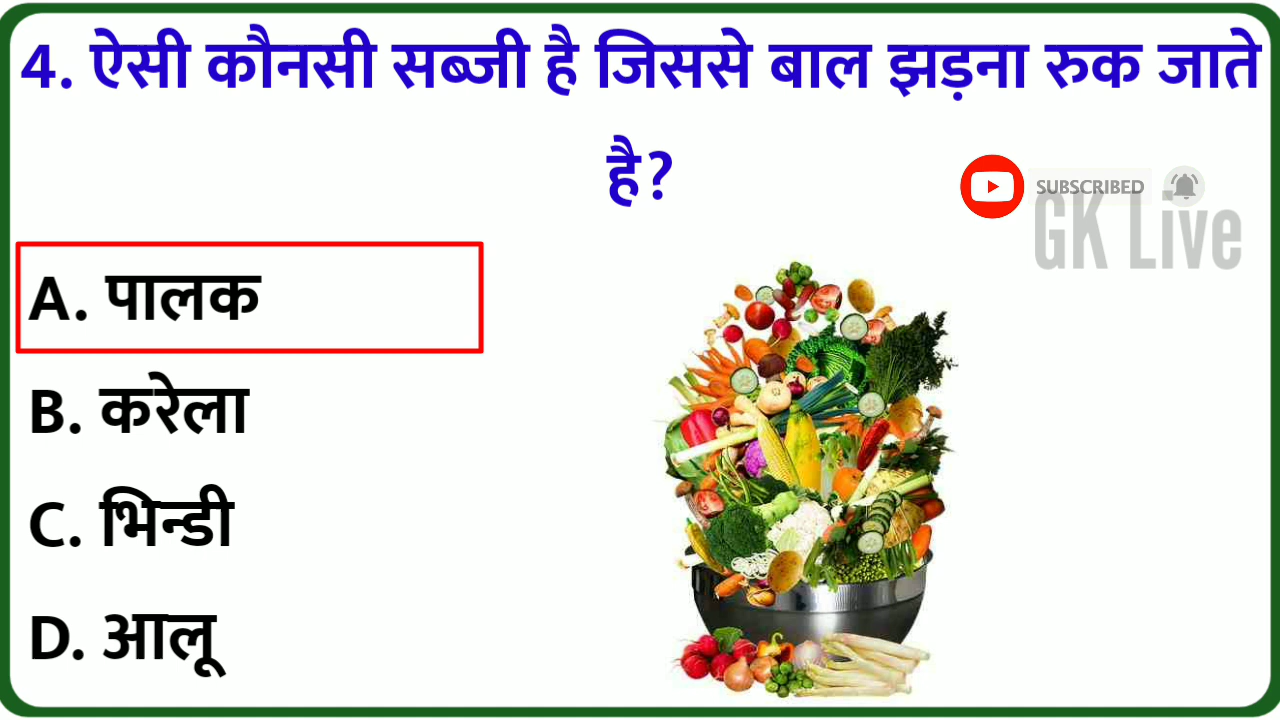 4. ऐसी कौनसी सब्जी है जिससे बाल झड़ना रुक जाते
है?
SUBSCRIBED
GK Live
A. पालक
B. करेला
C. भिन्डी
D. आलू